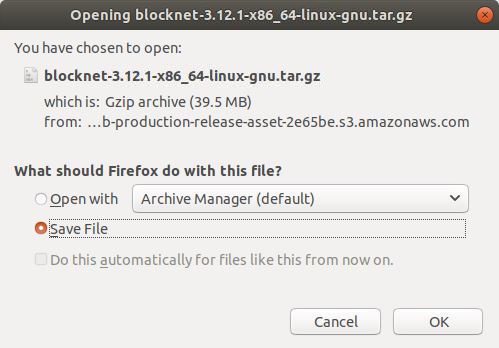 Opening blocknet-3.12.1-x86_64-linux-gnu.tar.gz
You have chosen to open:
blocknet-3.12.1-x86_64-linux-gnu.tar.gz
which is: Gzip archive (39.5 MB)
from: …b-production-release-asset-2e65be.s3.amazonaws.com
What should Firefox do with this file?
Open with Archive Manager (default)
Save File
Do this automatically for files like this from now on.
Cancel OK